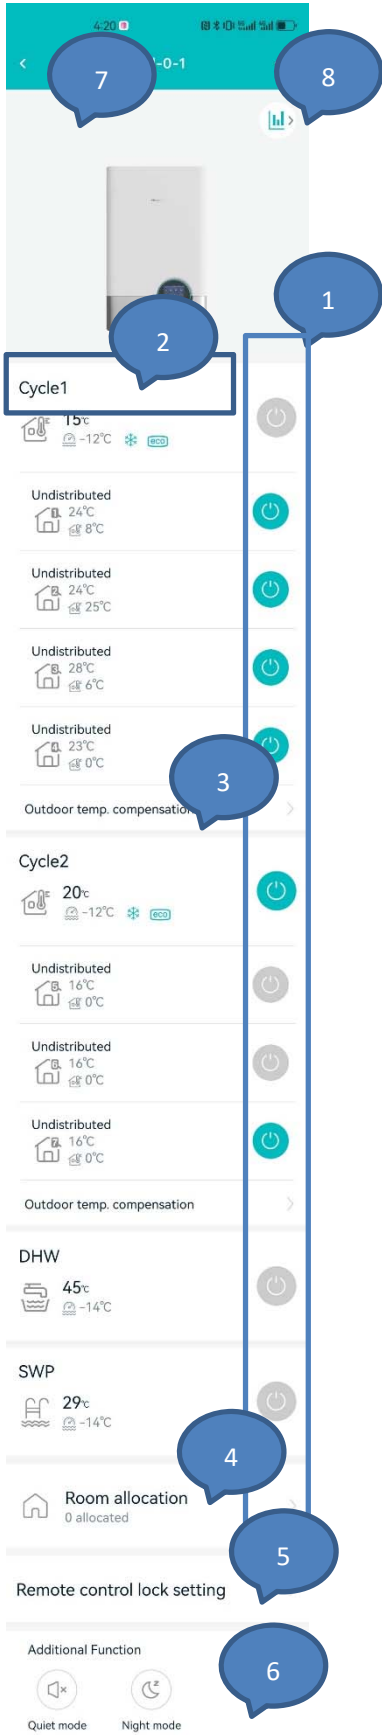 4:20
7
-0-1
8
1
2
Cycle1
15℃
-12℃ eco
Undistributed
24℃
8℃
Undistributed
24℃
25℃
Undistributed
28℃
6℃
Undistributed
23℃
0℃
3
Outdoor temp. compensation
Cycle2
20℃
-12℃ eco
Undistributed
16℃
0℃
Undistributed
16℃
0℃
Undistributed
16℃
0℃
Outdoor temp. compensation
DHW
45℃
-14℃
SWP
29℃
-14℃
4
Room allocation
0 allocated
5
Remote control lock setting
6
Additional Function
Quiet mode Night mode